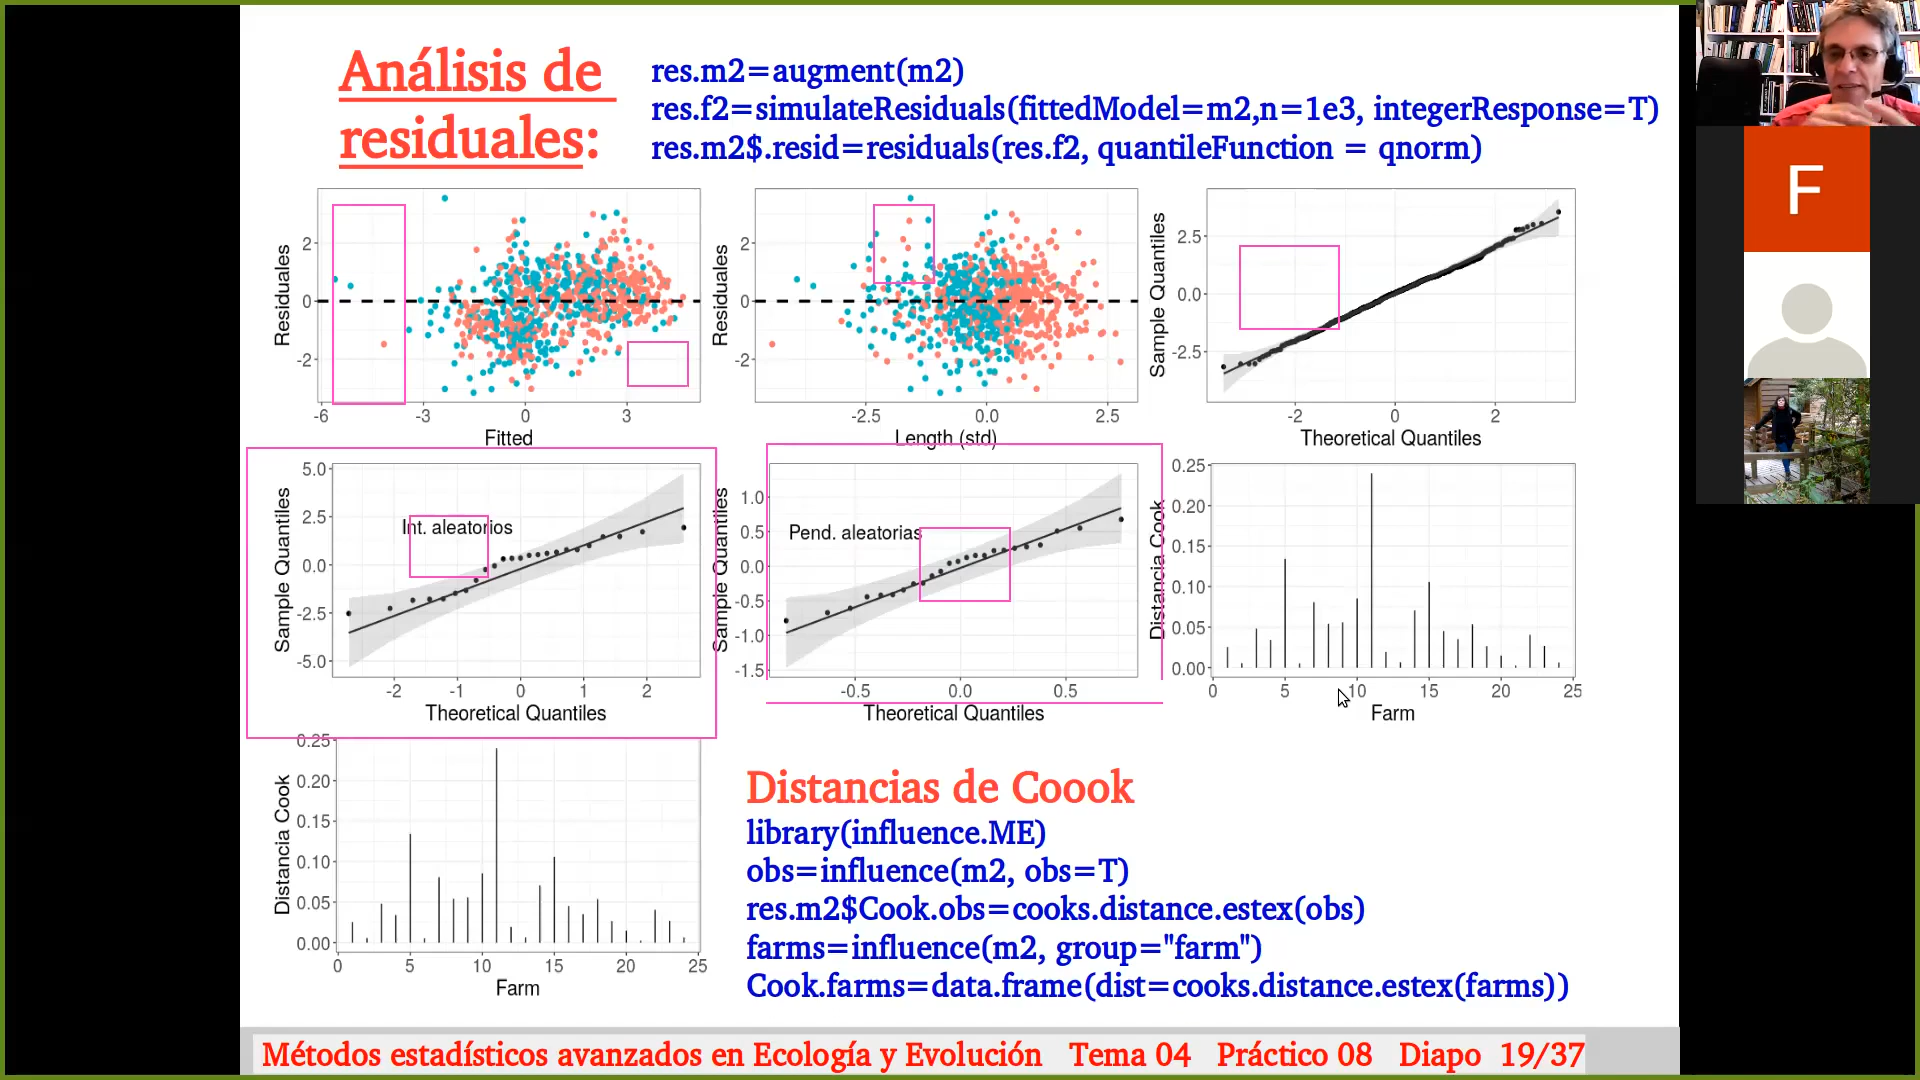 Análisis de
residuales:
res.m2=augment(m2)
res.f2=simulateResiduals(fittedModel=m2,n=1e3, integerResponse=T)
res.m2$.resid=residuals(res.f2, quantileFunction = qnorm)
Residuales
2
0
-2
-6 -3 0 3
Fitted
Residuales
2
0
-2
-2.5 0.0 2.5
Length (std)
Sample Quantiles
2.5
0.0
-2.5
-2 0 2
Theoretical Quantiles
Sample Quantiles
5.0
2.5
0.0
-2.5
-5.0
Int. aleatorios
-2 -1 0 1 2
Theoretical Quantiles
Sample Quantiles
1.0
0.5
0.0
-0.5
-1.0
-1.5
Pend. aleatorias
-0.5 0.0 0.5
Theoretical Quantiles
Distancia Cook
0.25
0.20
0.15
0.10
0.05
0.00
0 5 10 15 20 25
Farm
Distancia Cook
0.25
0.20
0.15
0.10
0.05
0.00
0 5 10 15 20 25
Farm
Distancias de Coook
library(influence.ME)
obs=influence(m2, obs=T)
res.m2$Cook.obs=cooks.distance.estex(obs)
farms=influence(m2, group="farm")
Cook.farms=data.frame(dist=cooks.distance.estex(farms))
Métodos estadísticos avanzados en Ecología y Evolución Tema 04 Práctico 08 Diapo 19/37
F